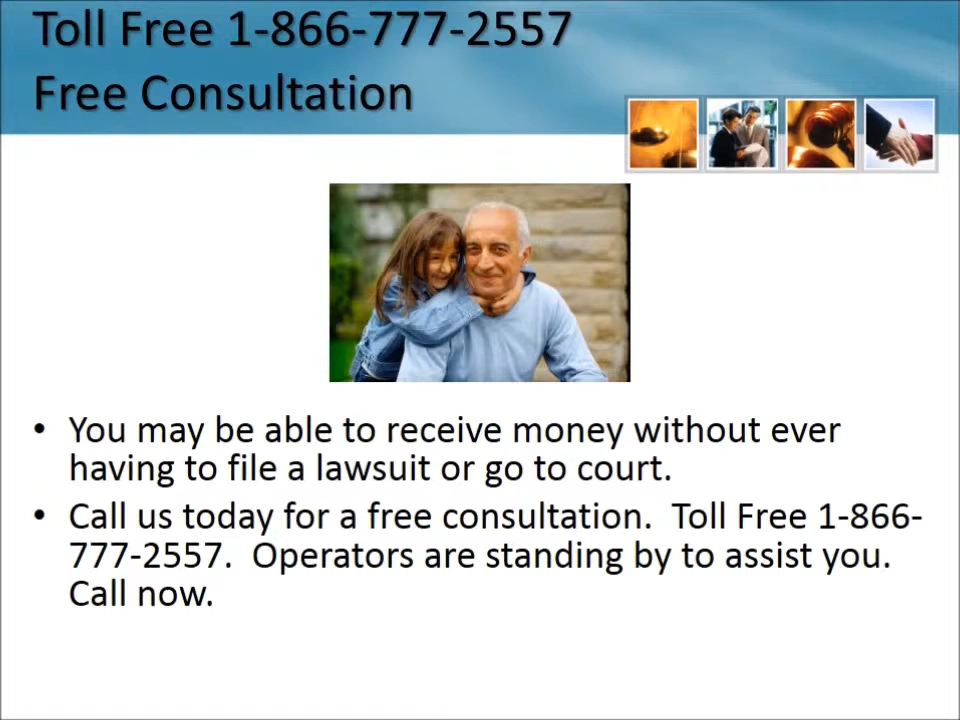 Toll Free 1-866-777-2557
Free Consultation
• You may be able to receive money without ever
having to file a lawsuit or go to court.
• Call us today for a free consultation.  Toll Free 1-866-
777-2557.  Operators are standing by to assist you.
Call now.